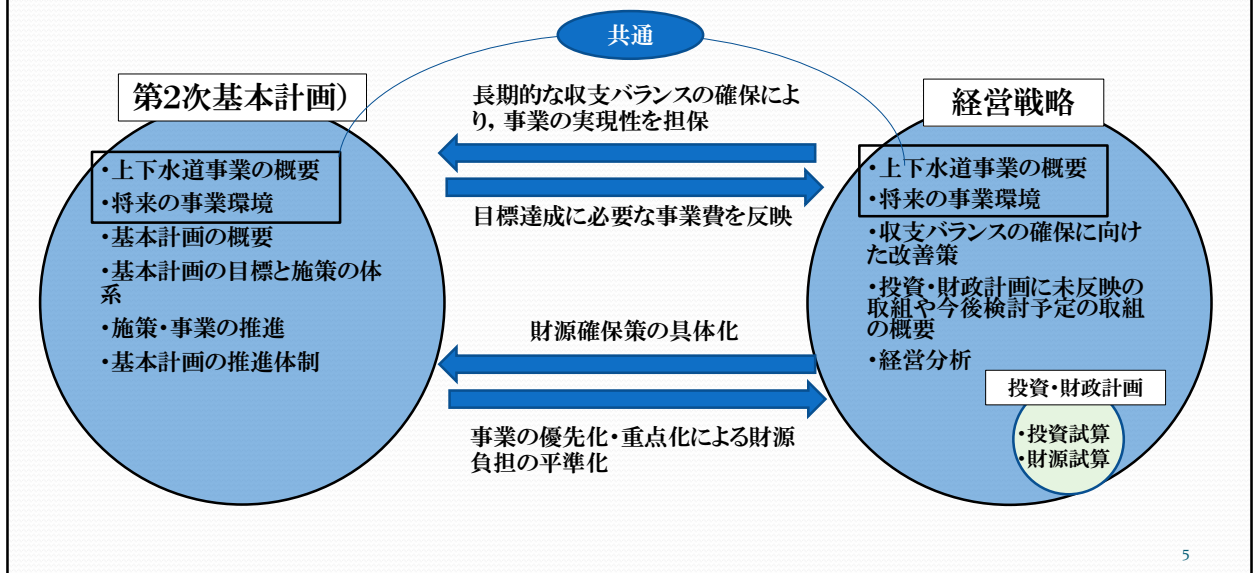 共通
第2次基本計画）
・上下水道事業の概要
・将来の事業環境
・基本計画の概要
・基本計画の目標と施策の体
系
・施策・事業の推進
・基本計画の推進体制
長期的な収支バランスの確保によ
り，事業の実現性を担保
目標達成に必要な事業費を反映
財源確保策の具体化
事業の優先化・重点化による財源
負担の平準化
経営戦略
・上下水道事業の概要
・将来の事業環境
・収支バランスの確保に向け
た改善策
・投資・財政計画に未反映の
取組や今後検討予定の取組
の概要
・経営分析
投資・財政計画
・投資試算
・財源試算
5